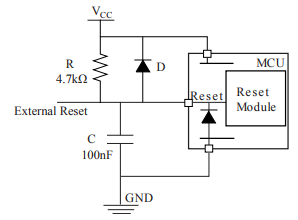 VCC
R
4.7kΩ
D
MCU
Reset
Reset
Module
External Reset
C
100nF
GND